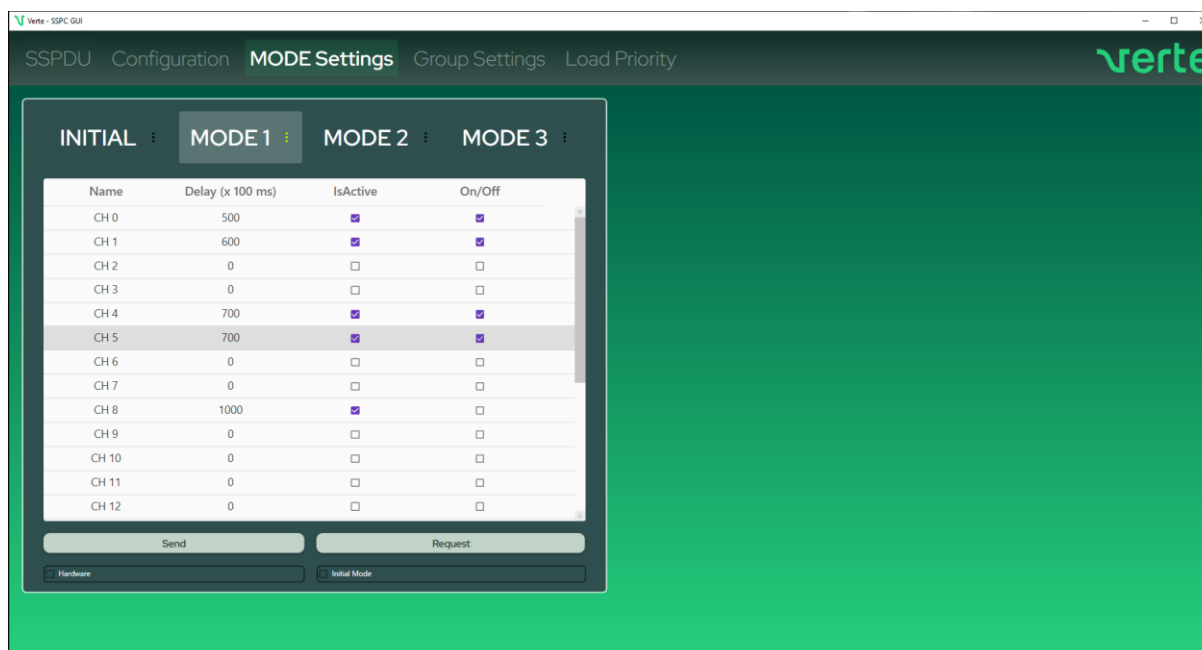 Verte - SSPC GUI
SSPDU Configuration MODE Settings Group Settings Load Priority
verte
INITIAL MODE 1 MODE 2 MODE 3
Name Delay (x 100 ms) IsActive On/Off
CH 0 500
CH 1 600
CH 2 0
CH 3 0
CH 4 700
CH 5 700
CH 6 0
CH 7 0
CH 8 1000
CH 9 0
CH 10 0
CH 11 0
CH 12 0
Send Request
Hardware Initial Mode